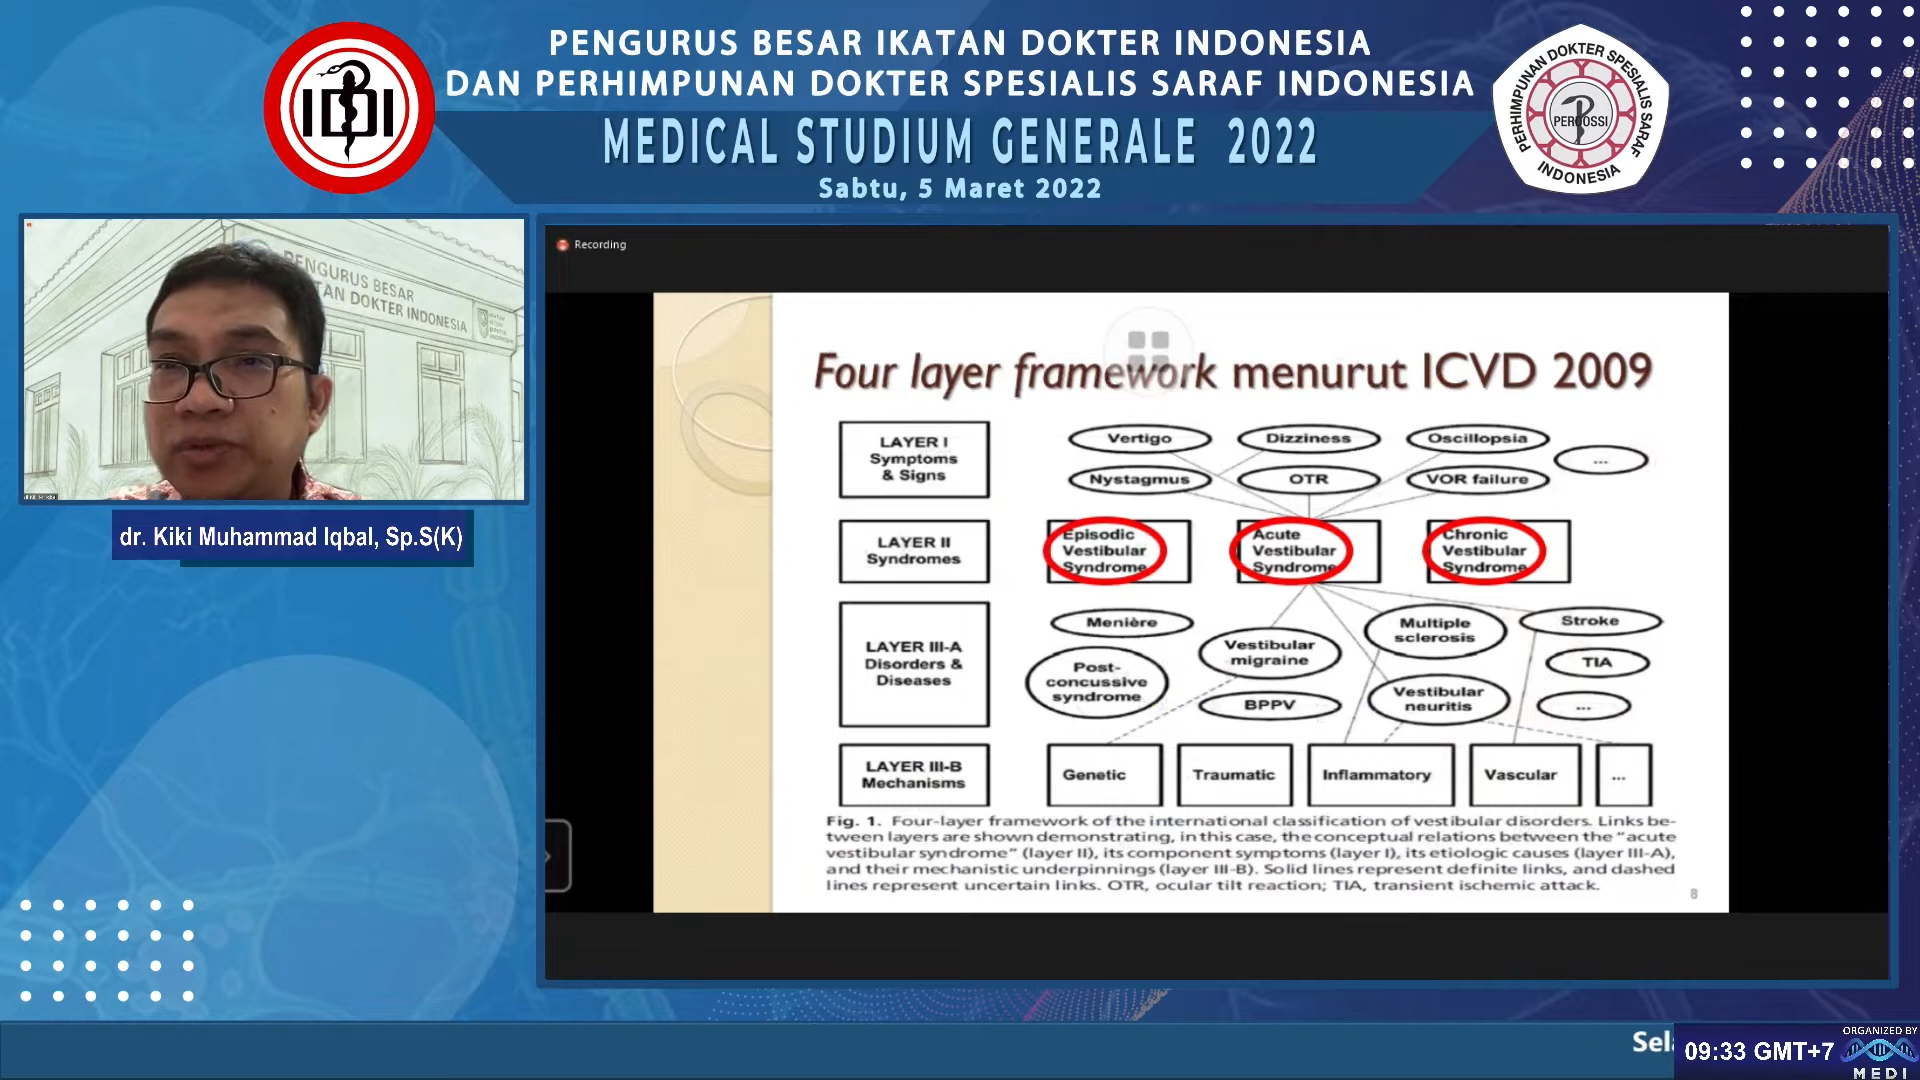 PENGURUS BESAR IKATAN DOKTER INDONESIA
DAN PERHIMPUNAN DOKTER SPESIALIS SARAF INDONESIA
MEDICAL STUDIUM GENERALE 2022
Sabtu, 5 Maret 2022
IDI
PERHIMPUNAN DOKTER SPESIALIS SARAF
PERDOSSI
INDONESIA
PENGURUS BESAR
IKATAN DOKTER INDONESIA
dr. Kiki Muhammad Iqbal, Sp.S(K)
Recording
Four layer framework menurut ICVD 2009
LAYER I
Symptoms
& Signs
Vertigo
Dizziness
Oscillopsia
...
Nystagmus
OTR
VOR failure
LAYER II
Syndromes
Episodic
Vestibular
Syndrome
Acute
Vestibular
Syndrome
Chronic
Vestibular
Syndrome
LAYER III-A
Disorders &
Diseases
Menière
Vestibular
migraine
Multiple
sclerosis
Stroke
Post-
concussive
syndrome
BPPV
Vestibular
neuritis
TIA
...
LAYER III-B
Mechanisms
Genetic
Traumatic
Inflammatory
Vascular
...
Fig. 1. Four-layer framework of the international classification of vestibular disorders. Links be-
tween layers are shown demonstrating, in this case, the conceptual relations between the "acute
vestibular syndrome" (layer II), its component symptoms (layer I), its etiologic causes (layer III-A),
and their mechanistic underpinnings (layer III-B). Solid lines represent definite links, and dashed
lines represent uncertain links. OTR, ocular tilt reaction; TIA, transient ischemic attack.
8
Sela
09:33 GMT+7
ORGANIZED BY
MEDI